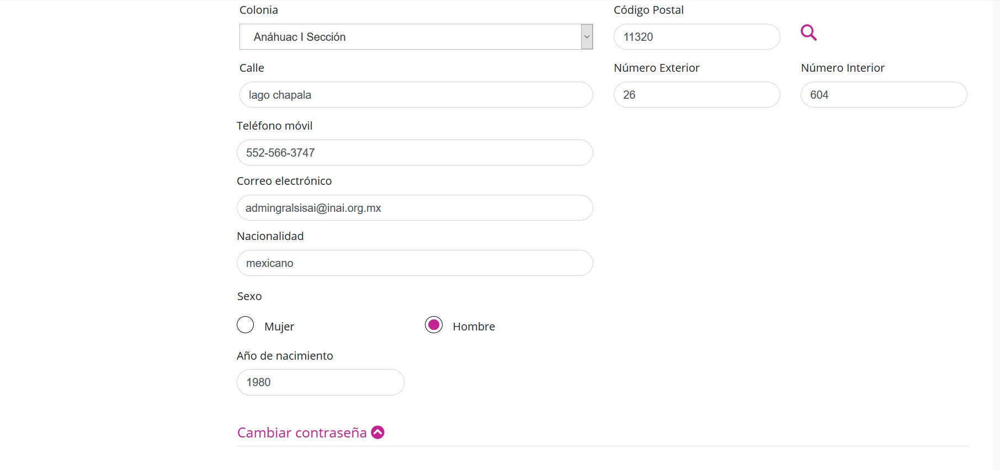 Colonia Código Postal
Anáhuac I Sección 11320
Calle Número Exterior Número Interior
lago chapala 26 604
Teléfono móvil
552-566-3747
Correo electrónico
admingralsisai@inai.org.mx
Nacionalidad
mexicano
Sexo
Mujer Hombre
Año de nacimiento
1980
Cambiar contraseña